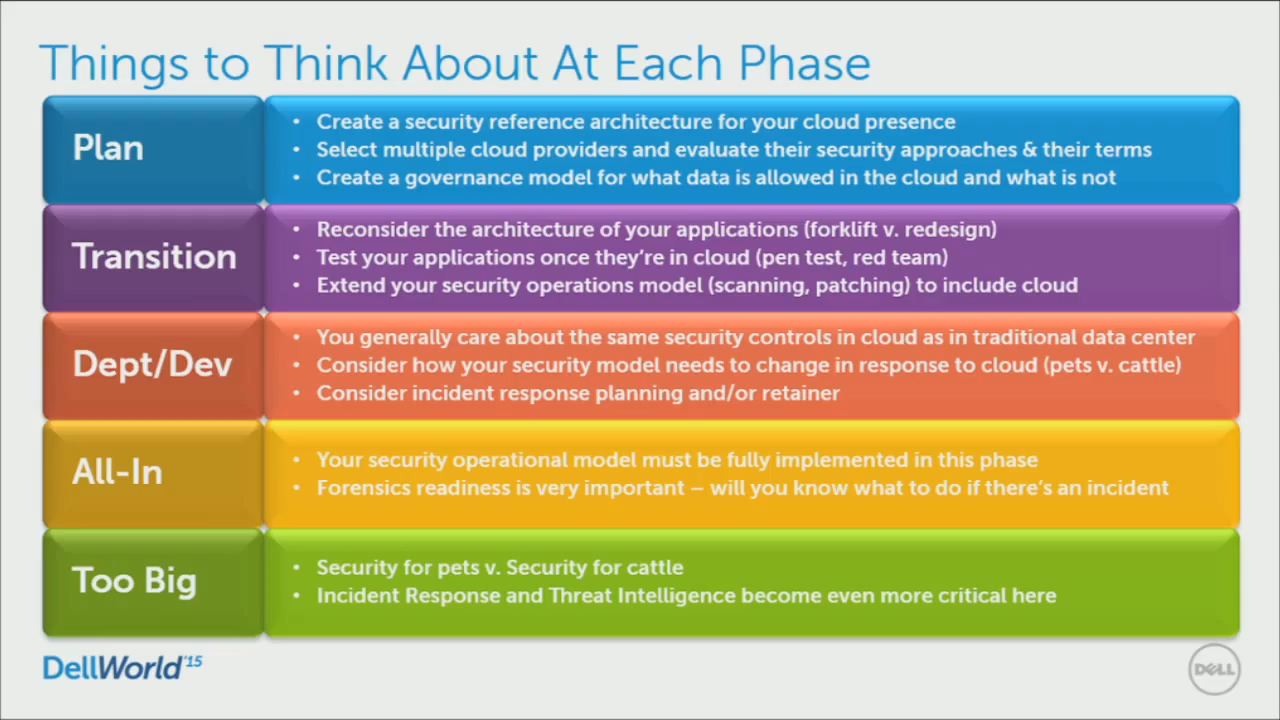 Things to Think About At Each Phase
Plan
• Create a security reference architecture for your cloud presence
• Select multiple cloud providers and evaluate their security approaches & their terms
• Create a governance model for what data is allowed in the cloud and what is not
Transition
• Reconsider the architecture of your applications (forklift v. redesign)
• Test your applications once they're in cloud (pen test, red team)
• Extend your security operations model (scanning, patching) to include cloud
Dept/Dev
• You generally care about the same security controls in cloud as in traditional data center
• Consider how your security model needs to change in response to cloud (pets v. cattle)
• Consider incident response planning and/or retainer
All-In
• Your security operational model must be fully implemented in this phase
• Forensics readiness is very important – will you know what to do if there's an incident
Too Big
• Security for pets v. Security for cattle
• Incident Response and Threat Intelligence become even more critical here
DellWorld'15
DELL